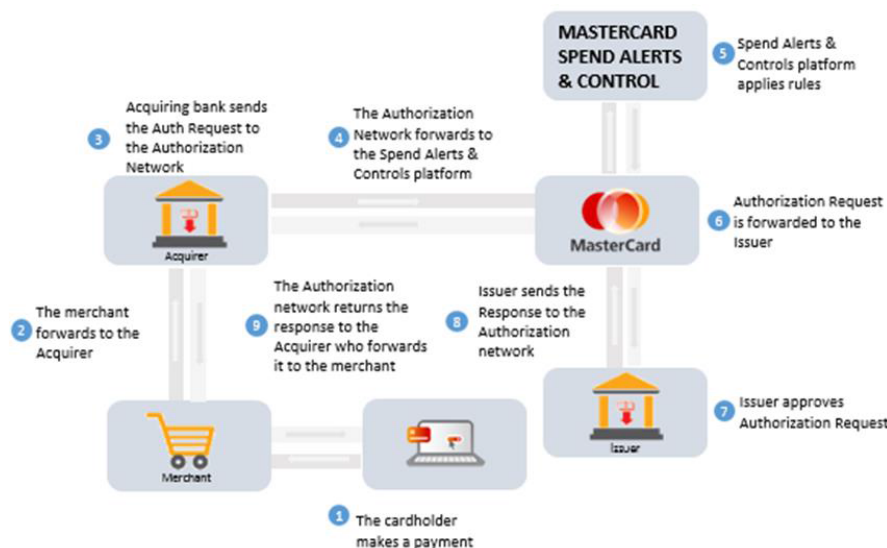 MASTERCARD
SPEND ALERTS
& CONTROL
5
Spend Alerts &
Controls platform
applies rules
3
Acquiring bank sends
the Auth Request to
the Authorization
Network
4
The Authorization
Network forwards to
the Spend Alerts &
Controls platform
Acquirer
MasterCard
6
Authorization Request
is forwarded to the
Issuer
2
The merchant
forwards to the
Acquirer
9
The Authorization
network returns the
response to the
Acquirer who forwards
it to the merchant
8
Issuer sends the
Response to the
Authorization
network
Issuer
7
Issuer approves
Authorization Request
Merchant
1
The cardholder
makes a payment